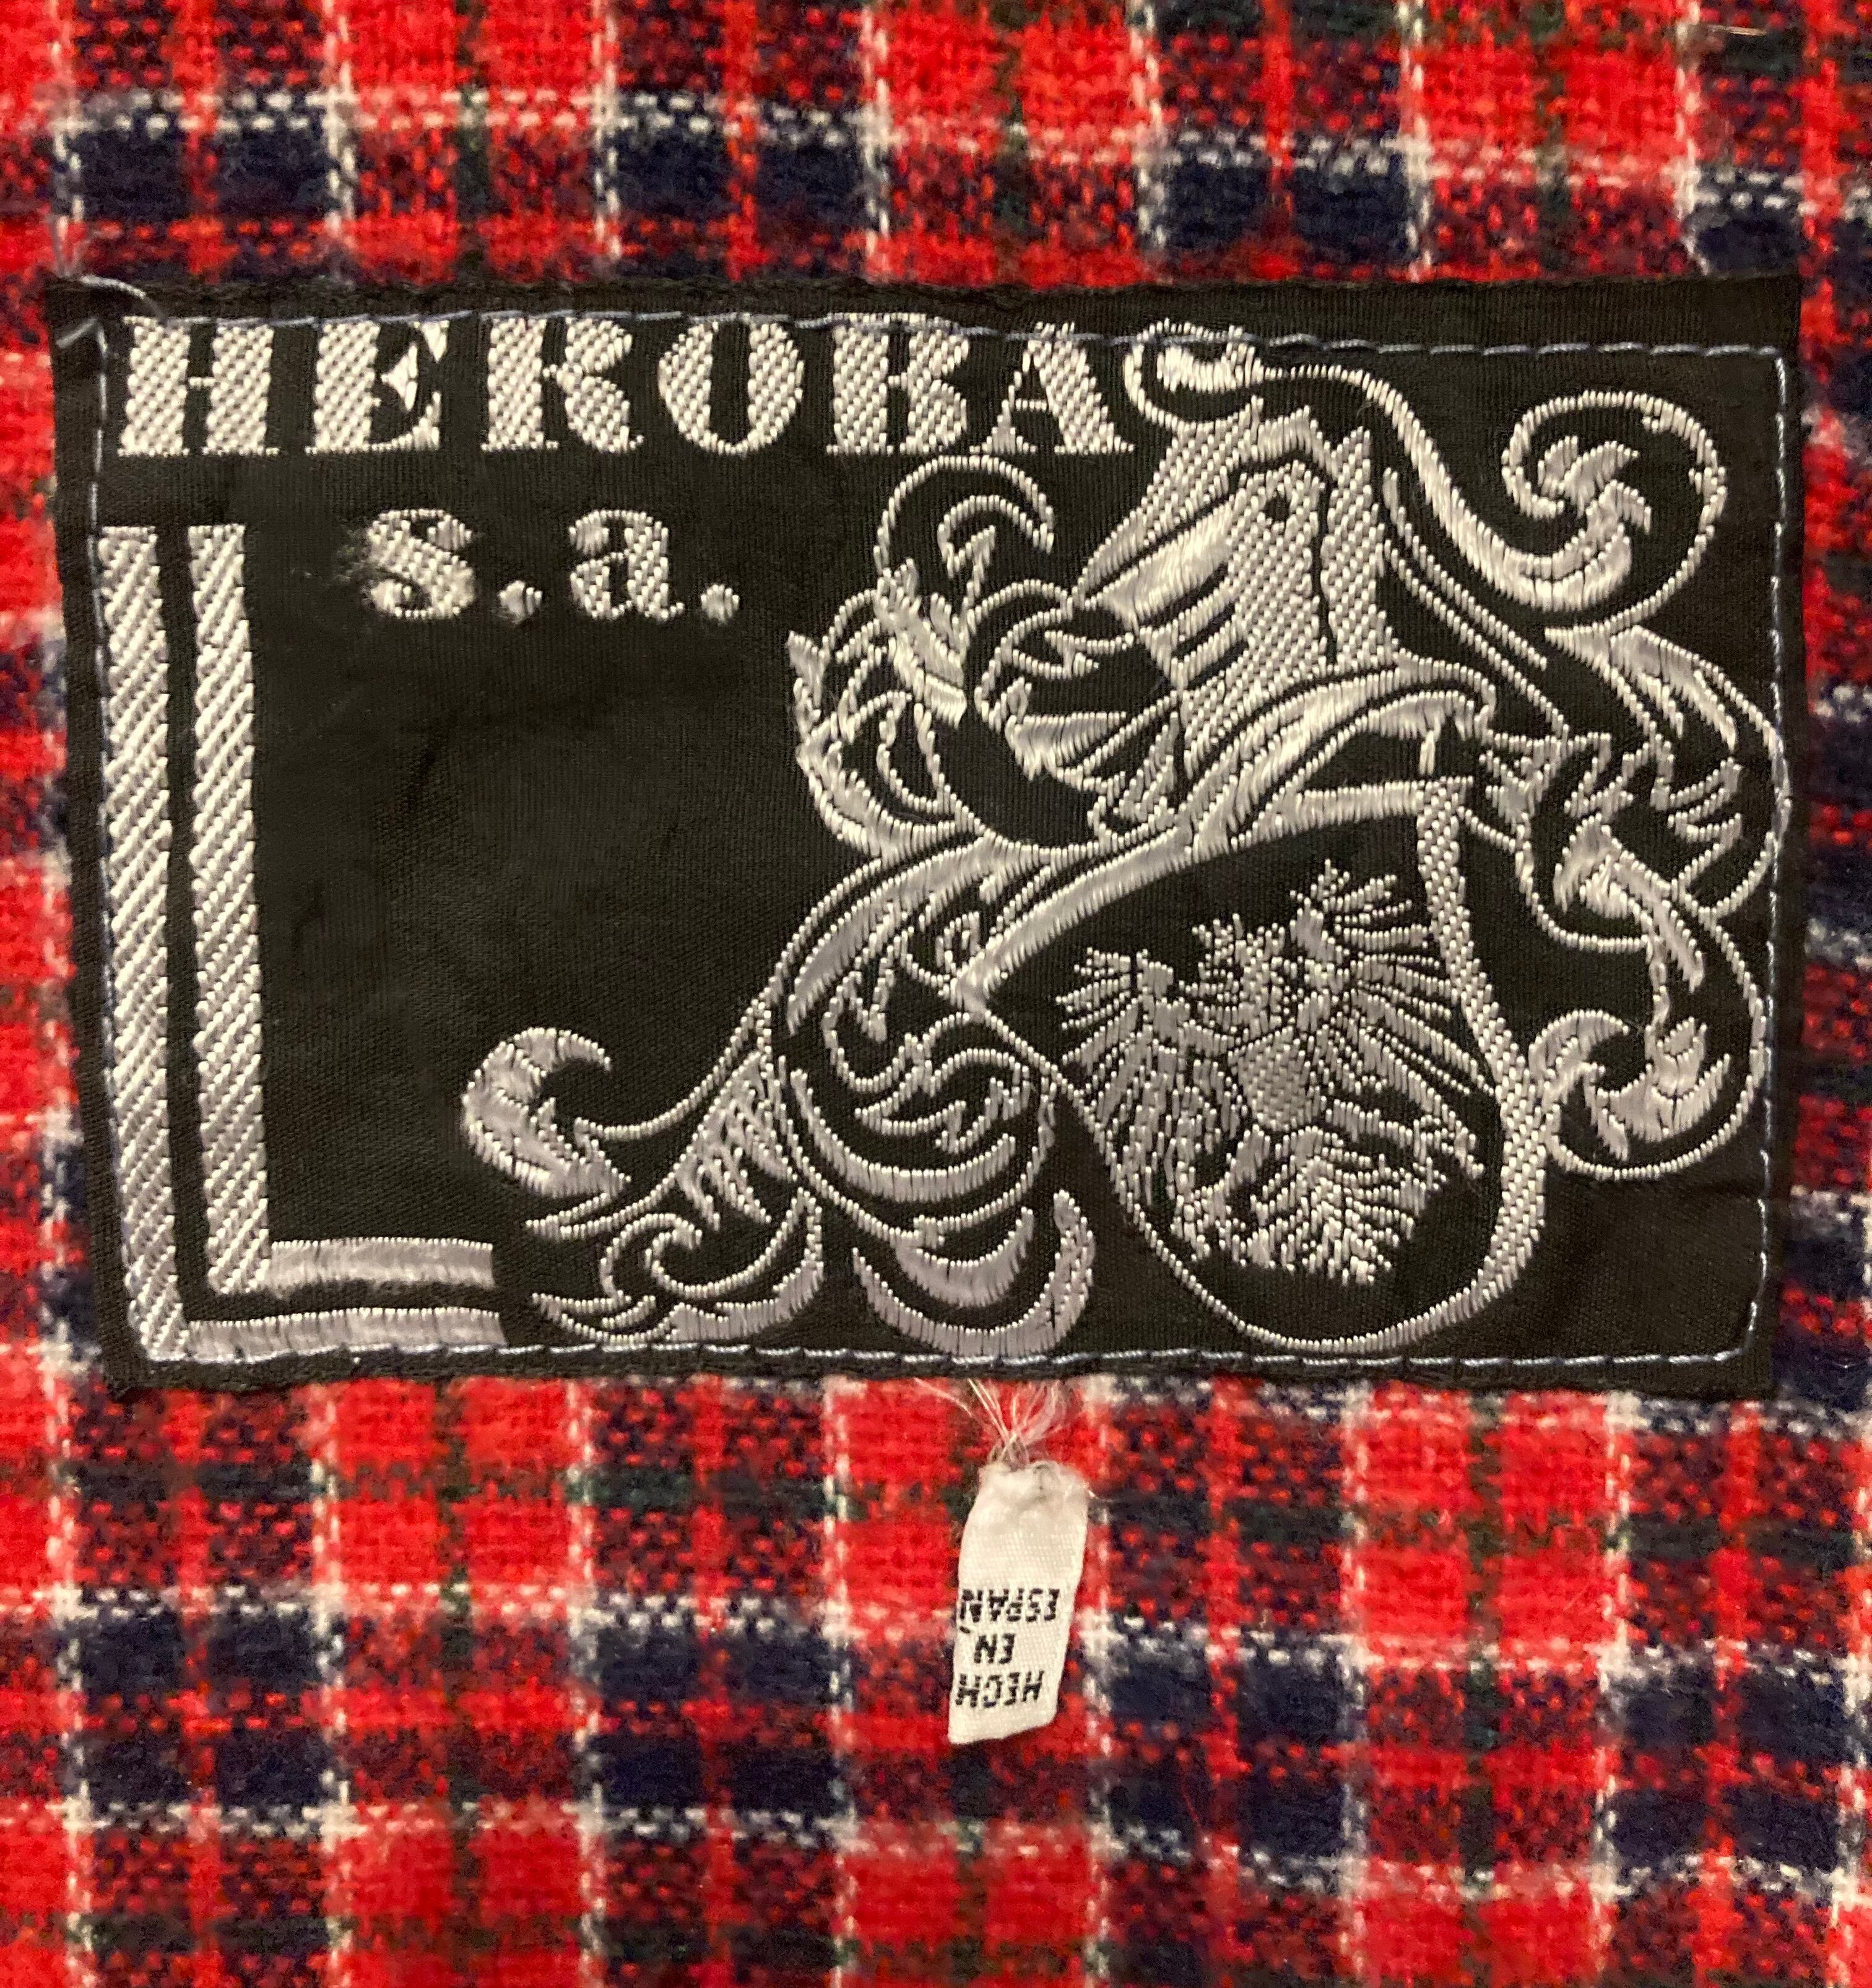 HEROBA
s.a.
HECH
EN
ESPAÑ